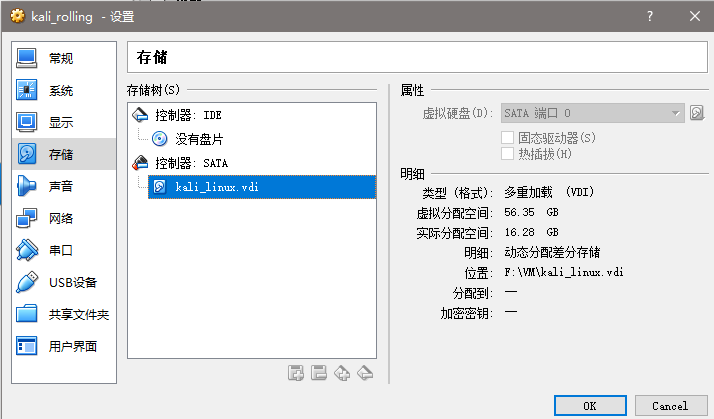 kali_rolling - 设置
常规
系统
显示
存储
声音
网络
串口
USB设备
共享文件夹
用户界面
存储
存储树(S)
控制器: IDE
没有盘片
控制器: SATA
kali_linux.vdi
属性
虚拟硬盘(D): SATA 端口 0
固态驱动器(S)
热插拔(H)
明细
类型 (格式): 多重加载 (VDI)
虚拟分配空间: 56.35 GB
实际分配空间: 16.28 GB
明细: 动态分配差分存储
位置: F:\VM\kali_linux.vdi
分配到: —
加密密钥: —
OK
Cancel